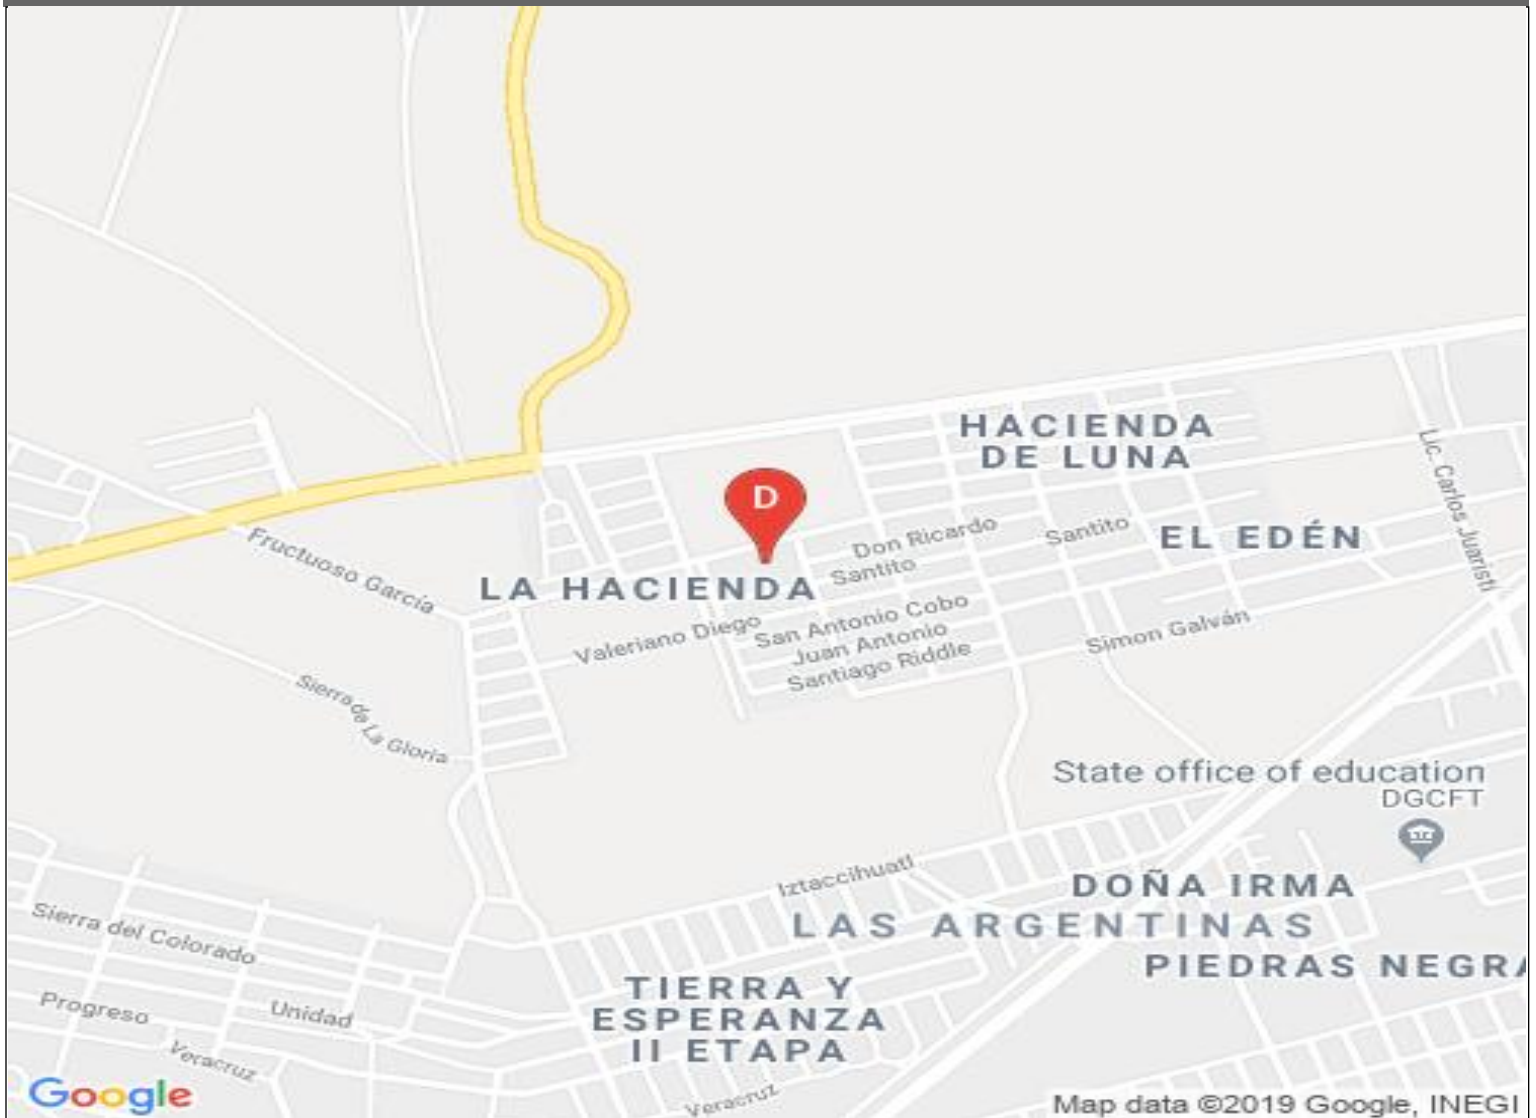 HACIENDA
DE LUNA
Lic. Carlos Juaristi
D
Don Ricardo
Santito
EL EDÉN
Fructuoso García
LA HACIENDA
Santito
Valeriano Diego
San Antonio Cobo
Juan Antonio
Santiago Riddle
Simon Galván
Sierra de La Gloria
State office of education
DGCFT
Iztaccihuatl
DOÑA IRMA
LAS ARGENTINAS
Sierra del Colorado
PIEDRAS NEGRA
TIERRA Y
ESPERANZA
II ETAPA
Progreso
Unidad
Veracruz
Veracruz
Google
Map data ©2019 Google, INEGI